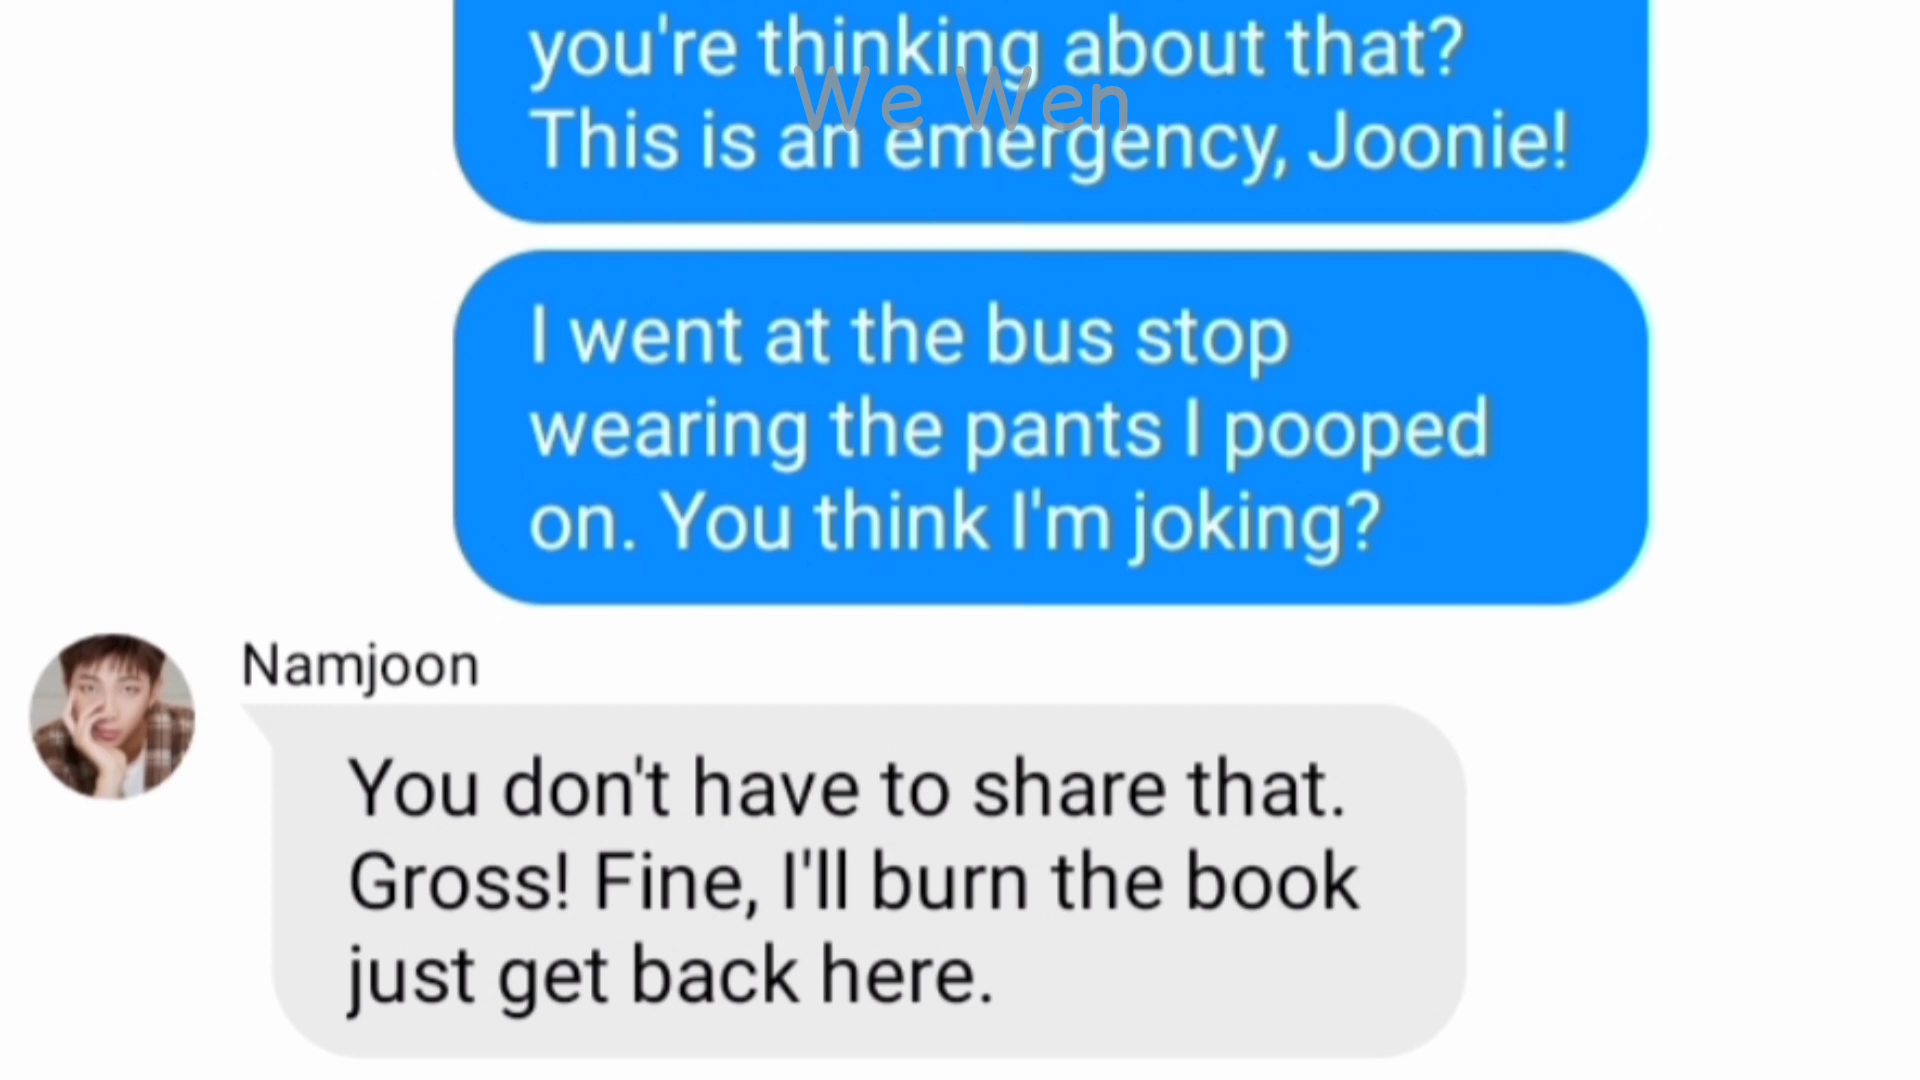 you're thinking about that?
We Wen
This is an emergency, Joonie!
I went at the bus stop
wearing the pants I pooped
on. You think I'm joking?
Namjoon
You don't have to share that.
Gross! Fine, I'll burn the book
just get back here.